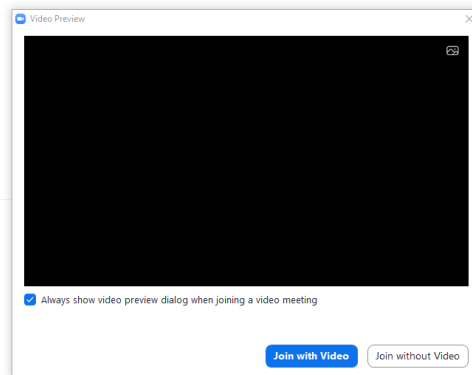 Video Preview
Always show video preview dialog when joining a video meeting
Join with Video
Join without Video